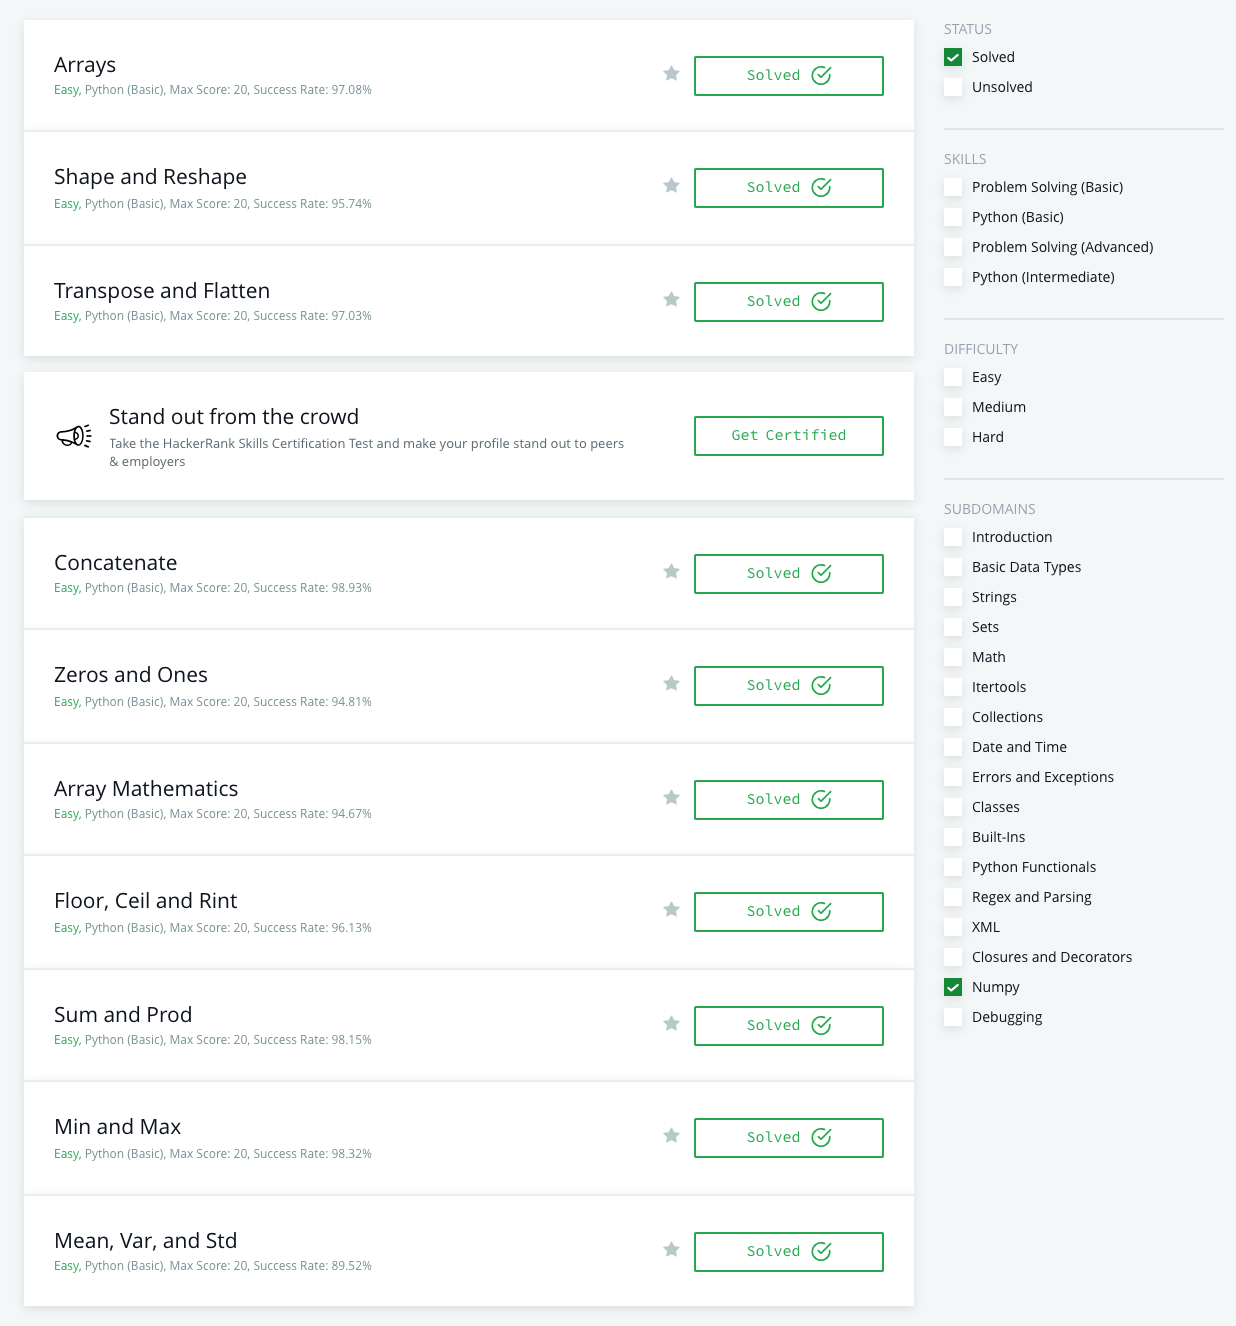 Arrays
Easy, Python (Basic), Max Score: 20, Success Rate: 97.08%
Solved
Shape and Reshape
Easy, Python (Basic), Max Score: 20, Success Rate: 95.74%
Solved
Transpose and Flatten
Easy, Python (Basic), Max Score: 20, Success Rate: 97.03%
Solved
Stand out from the crowd
Take the HackerRank Skills Certification Test and make your profile stand out to peers
& employers
Get Certified
Concatenate
Easy, Python (Basic), Max Score: 20, Success Rate: 98.93%
Solved
Zeros and Ones
Easy, Python (Basic), Max Score: 20, Success Rate: 94.81%
Solved
Array Mathematics
Easy, Python (Basic), Max Score: 20, Success Rate: 94.67%
Solved
Floor, Ceil and Rint
Easy, Python (Basic), Max Score: 20, Success Rate: 96.13%
Solved
Sum and Prod
Easy, Python (Basic), Max Score: 20, Success Rate: 98.15%
Solved
Min and Max
Easy, Python (Basic), Max Score: 20, Success Rate: 98.32%
Solved
Mean, Var, and Std
Easy, Python (Basic), Max Score: 20, Success Rate: 89.52%
Solved
STATUS
Solved
Unsolved
SKILLS
Problem Solving (Basic)
Python (Basic)
Problem Solving (Advanced)
Python (Intermediate)
DIFFICULTY
Easy
Medium
Hard
SUBDOMAINS
Introduction
Basic Data Types
Strings
Sets
Math
Itertools
Collections
Date and Time
Errors and Exceptions
Classes
Built-Ins
Python Functionals
Regex and Parsing
XML
Closures and Decorators
Numpy
Debugging